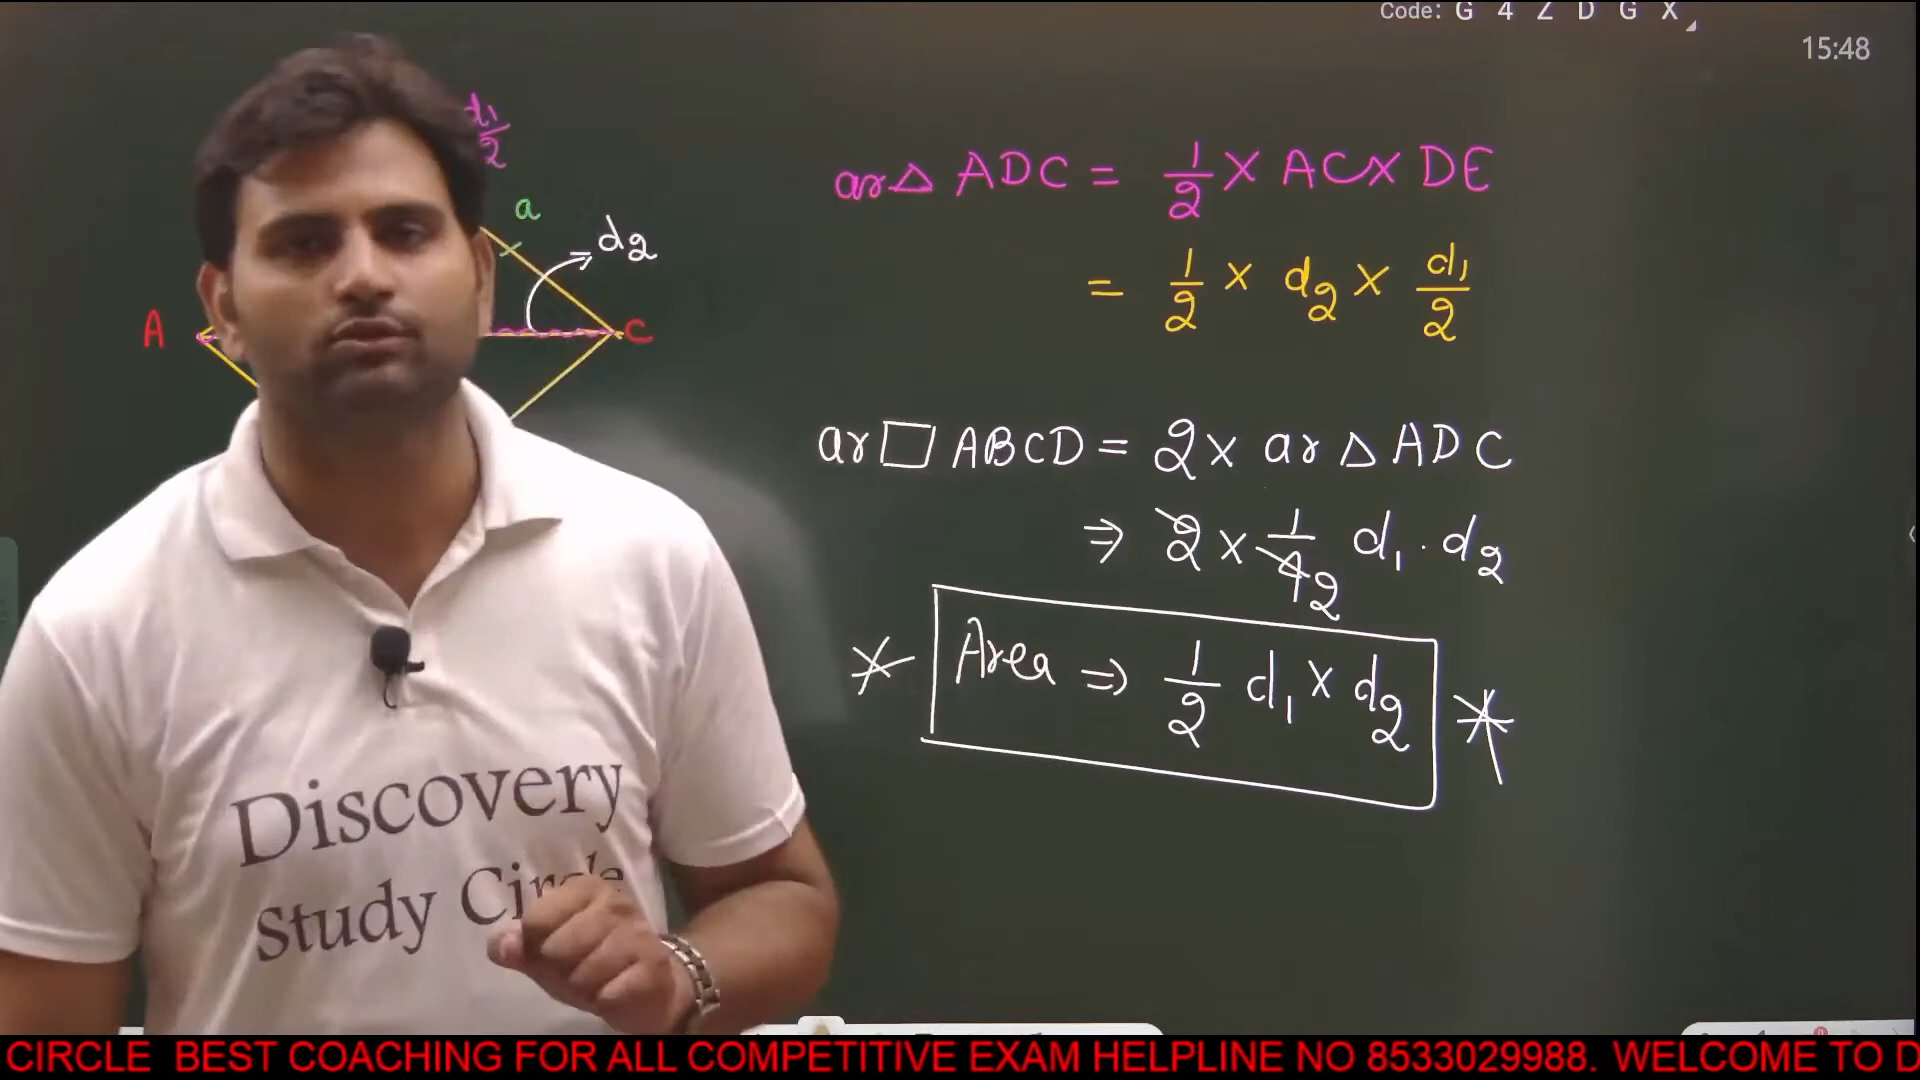 Code: G 4 Z D G X
15:48
d1/2
a
d2
A
C
ar△ ADC = 1/2 × AC × DE
= 1/2 × d2 × d1/2
ar□ ABCD = 2 × ar △ ADC
⇒ 2 × 1/4 2 d1 . d2
* Area ⇒ 1/2 d1 × d2 *
Discovery
Study Circle
CIRCLE BEST COACHING FOR ALL COMPETITIVE EXAM HELPLINE NO 8533029988. WELCOME TO D